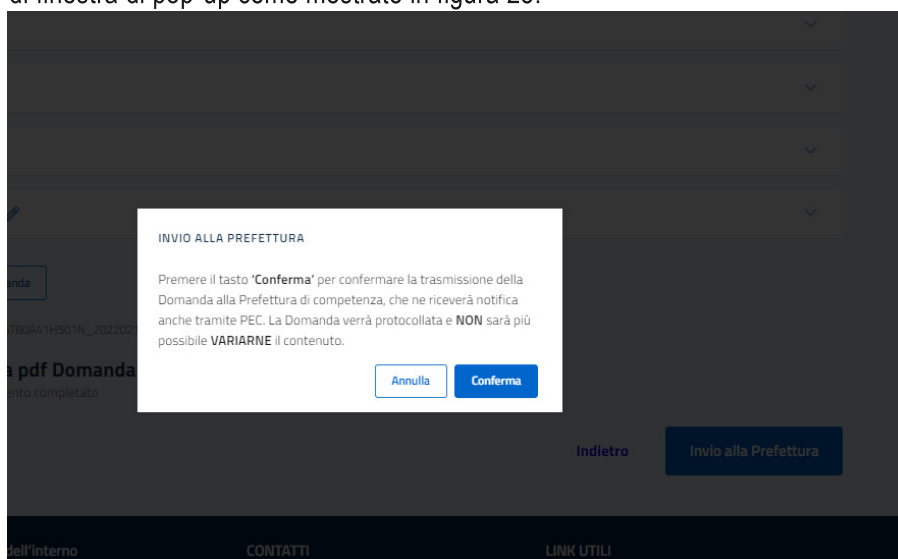 di finestra di pop-up come mostrato in figura 25.
INVIO ALLA PREFETTURA
Premere il tasto 'Conferma' per confermare la trasmissione della
Domanda alla Prefettura di competenza, che ne riceverà notifica
anche tramite PEC. La Domanda verrà protocollata e NON sarà più
possibile VARIARNE il contenuto.
Annulla Conferma
pdf Domanda
completato
Indietro Invio alla Prefettura
dell'interno CONTATTI LINK UTILI